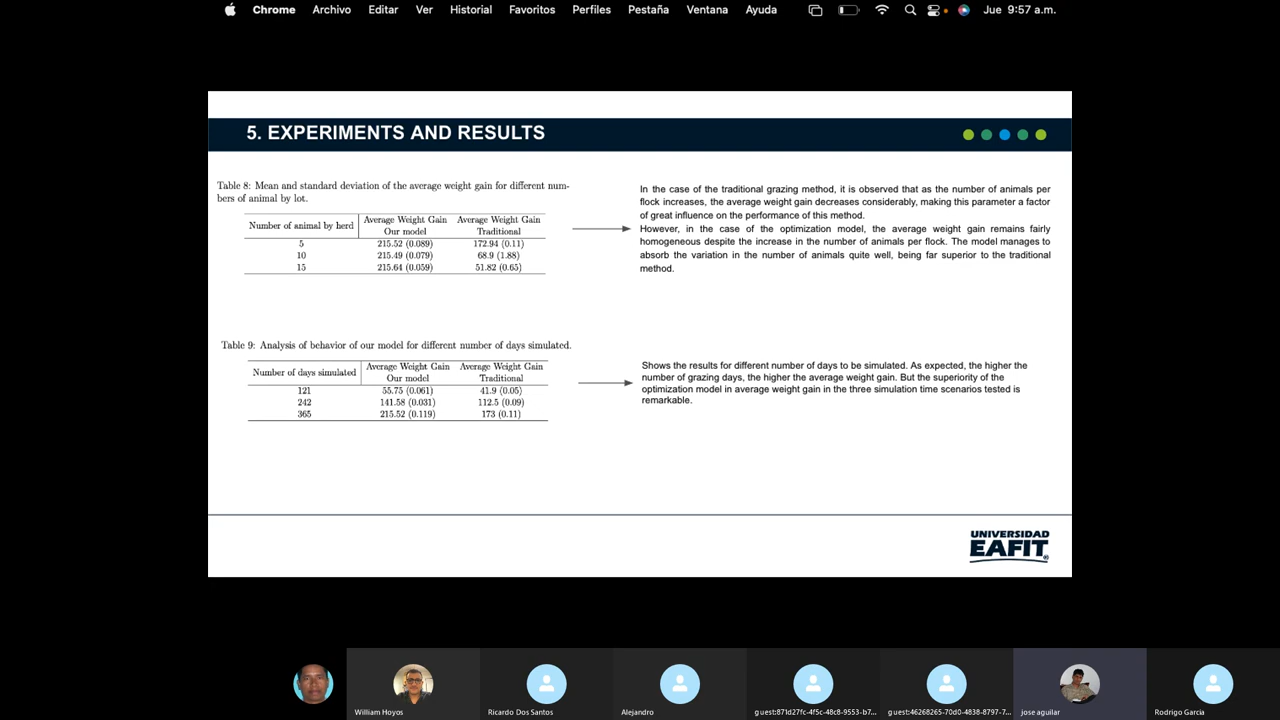 Chrome Archivo Editar Ver Historial Favoritos Perfiles Pestaña Ventana Ayuda Jue 9:57 a.m.
5. EXPERIMENTS AND RESULTS
Table 8: Mean and standard deviation of the average weight gain for different num-
bers of animal by lot.
Number of animal by herd Average Weight Gain Our model Average Weight Gain Traditional
5 215.52 (0.089) 172.94 (0.11)
10 215.49 (0.079) 68.9 (1.88)
15 215.64 (0.059) 51.82 (0.65)
In the case of the traditional grazing method, it is observed that as the number of animals per
flock increases, the average weight gain decreases considerably, making this parameter a factor
of great influence on the performance of this method.
However, in the case of the optimization model, the average weight gain remains fairly
homogeneous despite the increase in the number of animals per flock. The model manages to
absorb the variation in the number of animals quite well, being far superior to the traditional
method.
Table 9: Analysis of behavior of our model for different number of days simulated.
Number of days simulated Average Weight Gain Our model Average Weight Gain Traditional
121 55.75 (0.061) 41.9 (0.05)
242 141.58 (0.031) 112.5 (0.09)
365 215.52 (0.119) 173 (0.11)
Shows the results for different number of days to be simulated. As expected, the higher the
number of grazing days, the higher the average weight gain. But the superiority of the
optimization model in average weight gain in the three simulation time scenarios tested is
remarkable.
UNIVERSIDAD
EAFIT
William Hoyos Ricardo Dos Santos Alejandro guest:871d27fc-4f5c-48c8-9553-b7... guest:46268265-70d0-4838-8797-7... jose aguilar Rodrigo Garcia